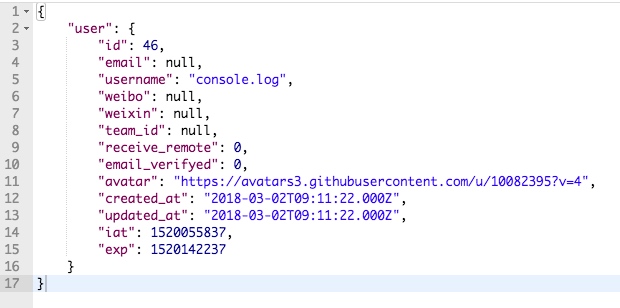 1 {
2 "user": {
3 "id": 46,
4 "email": null,
5 "username": "console.log",
6 "weibo": null,
7 "weixin": null,
8 "team_id": null,
9 "receive_remote": 0,
10 "email_verifyed": 0,
11 "avatar": "https://avatars3.githubusercontent.com/u/10082395?v=4",
12 "created_at": "2018-03-02T09:11:22.000Z",
13 "updated_at": "2018-03-02T09:11:22.000Z",
14 "iat": 1520055837,
15 "exp": 1520142237
16 }
17 }